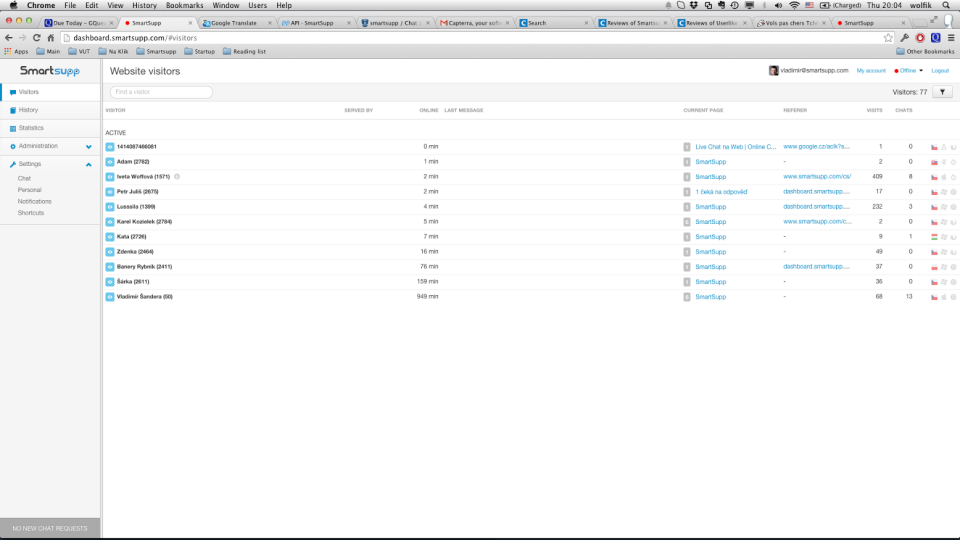 Chrome File Edit View History Bookmarks Window Users Help (Charged) Thu 20:04 wolfik
Due Today – GQue SmartSupp Google Translate API - SmartSupp smartsupp / Chat Capterra, your soft Search Reviews of Smartsu Reviews of Userlike Vols pas chers Tch SmartSupp
dashboard.smartsupp.com/#visitors
Apps Main VUT Na Klik Smartsupp Startup Reading list Other Bookmarks
Smartsupp Website visitors vladimir@smartsupp.com My account Offline Logout
Visitors Find a visitor Visitors: 77
History VISITOR SERVED BY ONLINE LAST MESSAGE CURRENT PAGE REFERER VISITS CHATS
Statistics
ACTIVE
Administration 1414087466081 0 min Live Chat na Web | Online C... www.google.cz/aclk?s... 1 0
Settings Adam (2782) 1 min SmartSupp - 2 0
Chat Iveta Weffová (1571) 2 min SmartSupp www.smartsupp.com/cs/ 409 8
Personal Petr Juliš (2675) 2 min 1 čeká na odpověď dashboard.smartsupp.... 17 0
Notifications Lusssila (1399) 4 min SmartSupp dashboard.smartsupp.... 232 3
Shortcuts
Karel Kozielek (2784) 5 min SmartSupp www.smartsupp.com/c... 2 0
Kata (2726) 7 min SmartSupp - 9 1
Zdenka (2464) 16 min SmartSupp - 49 0
Banery Rybnik (2411) 76 min SmartSupp dashboard.smartsupp.... 37 0
Šárka (2611) 159 min SmartSupp - 36 0
Vladimír Šandera (50) 949 min SmartSupp - 68 13
NO NEW CHAT REQUESTS